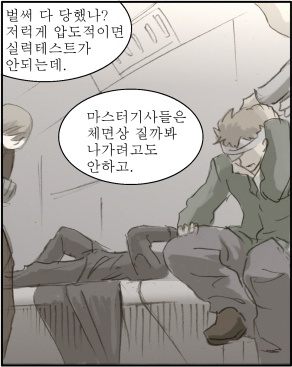 벌써 다 당했나?
저럭게 압도적이면
실력테스트가
안되는데.
마스터기사들은
체면상 질까봐
나가려고도
안하고.